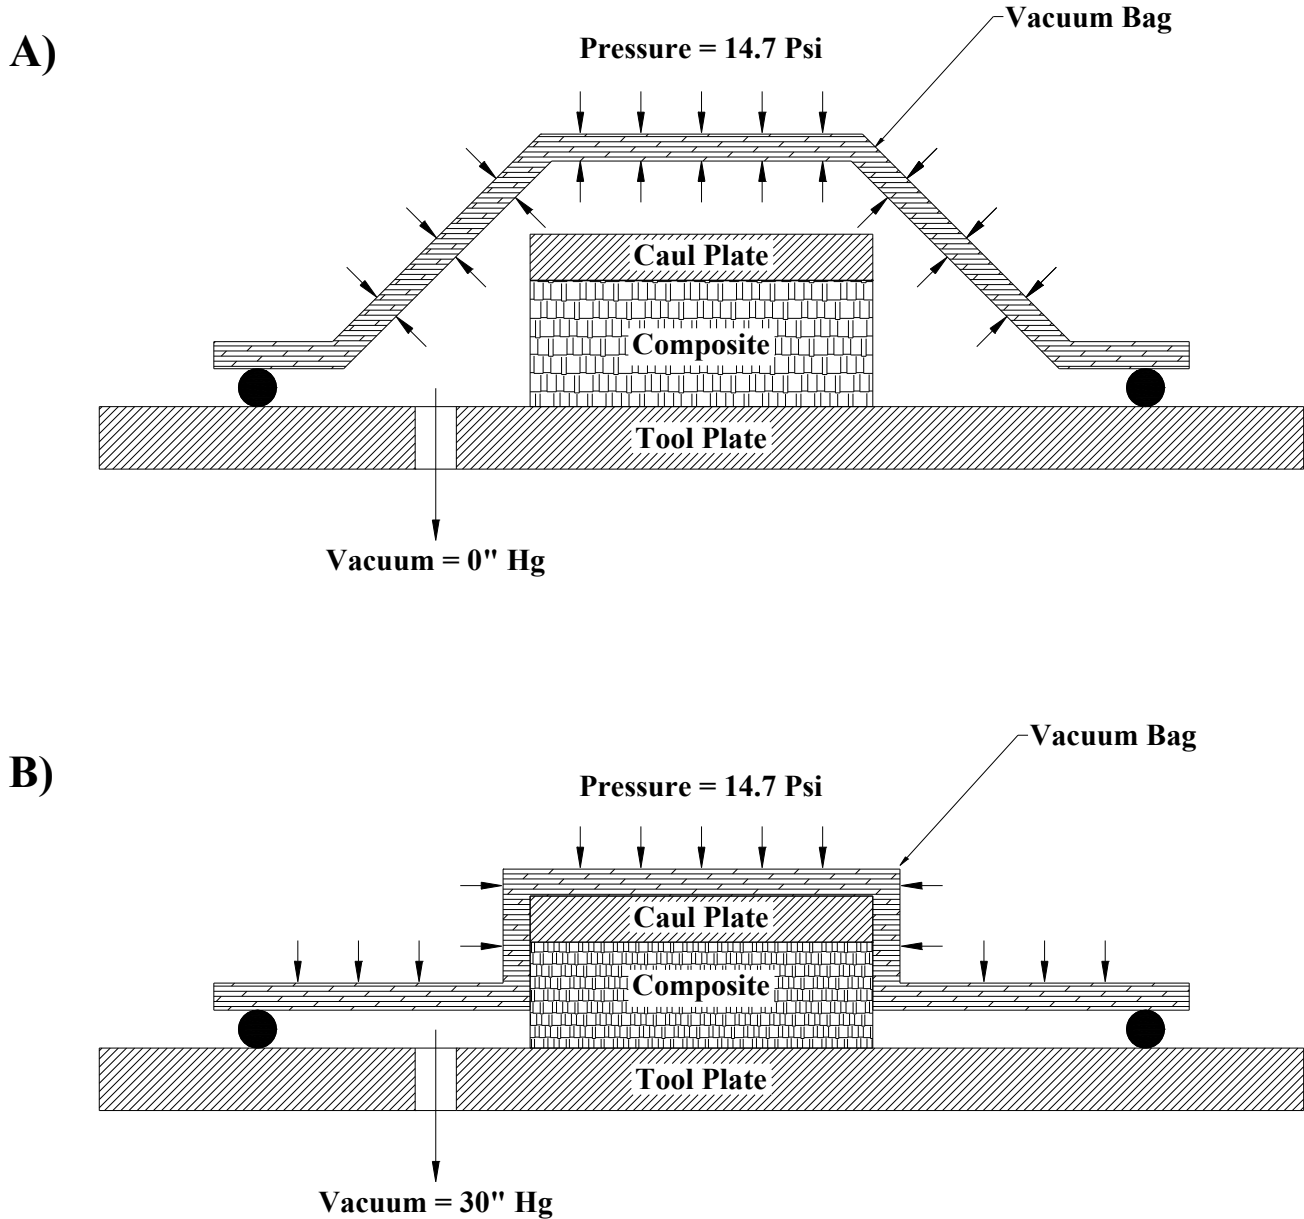 A)
Vacuum Bag
Pressure = 14.7 Psi
Caul Plate
Composite
Tool Plate
Vacuum = 0" Hg
B)
Vacuum Bag
Pressure = 14.7 Psi
Caul Plate
Composite
Tool Plate
Vacuum = 30" Hg